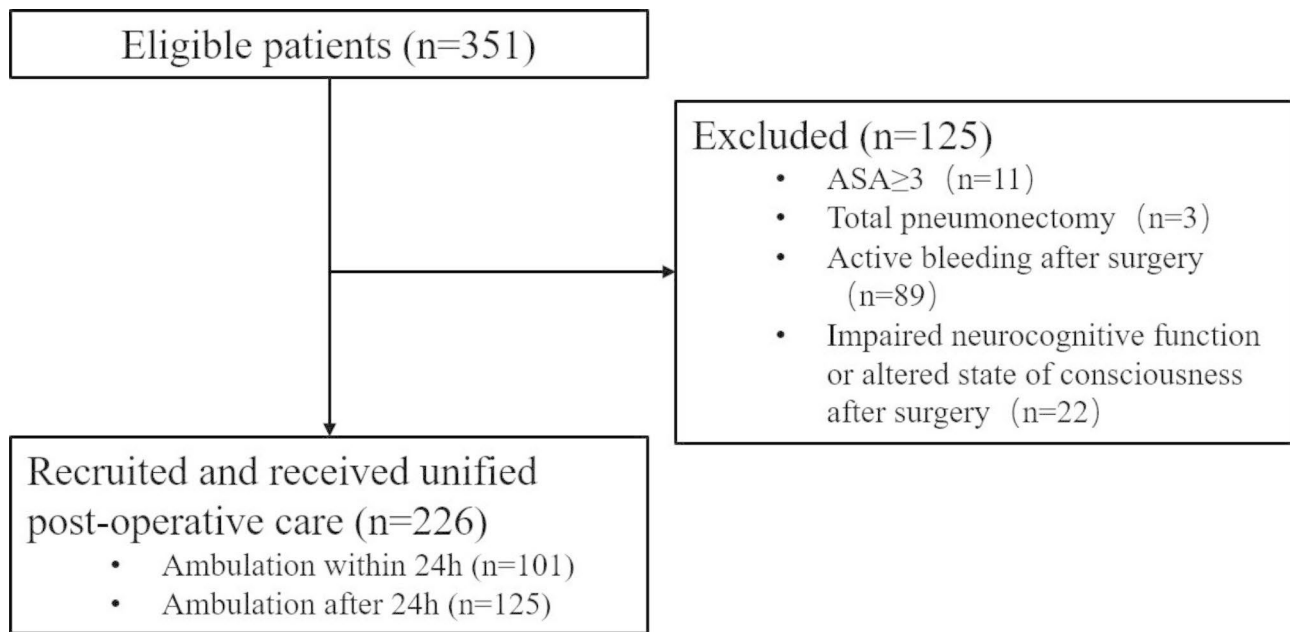 Eligible patients (n=351)
Excluded (n=125)
• ASA≥3（n=11）
• Total pneumonectomy（n=3）
• Active bleeding after surgery
（n=89）
• Impaired neurocognitive function
or altered state of consciousness
after surgery（n=22）
Recruited and received unified
post-operative care (n=226)
• Ambulation within 24h (n=101)
• Ambulation after 24h (n=125)